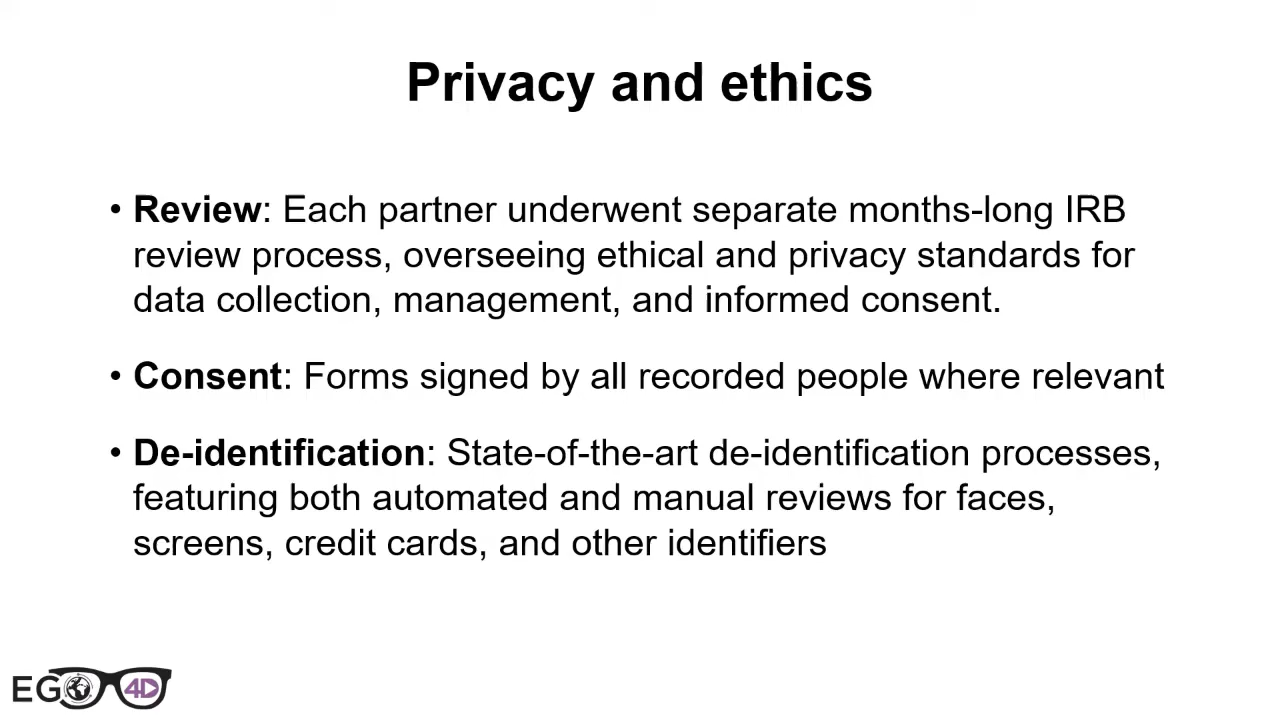 Privacy and ethics
• Review: Each partner underwent separate months-long IRB
review process, overseeing ethical and privacy standards for
data collection, management, and informed consent.
• Consent: Forms signed by all recorded people where relevant
• De-identification: State-of-the-art de-identification processes,
featuring both automated and manual reviews for faces,
screens, credit cards, and other identifiers
EGO4D